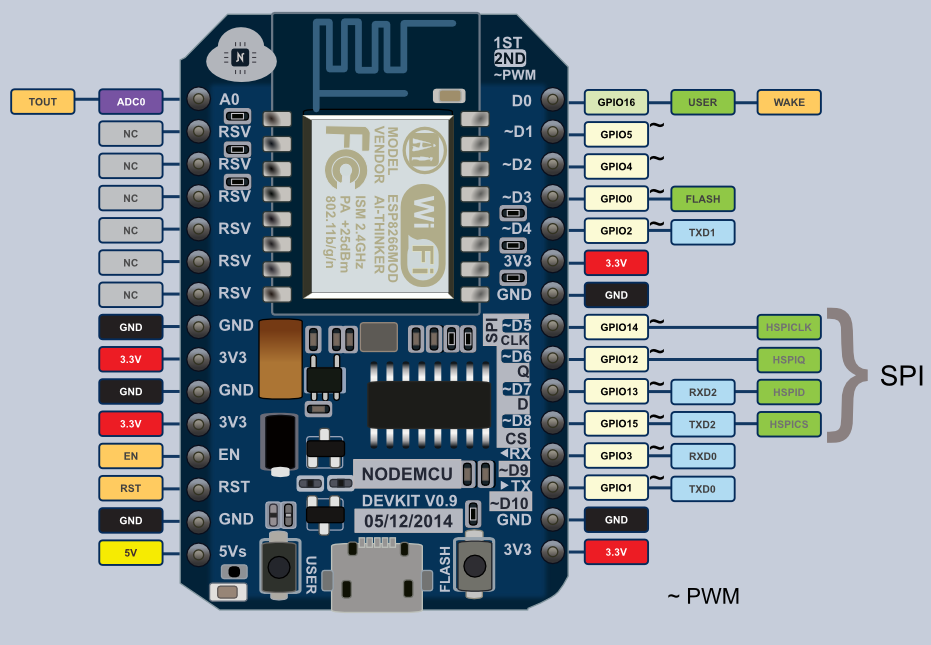 1ST
2ND
~PWM
TOUT ADC0 A0
NC RSV
NC RSV
NC RSV
NC RSV
NC RSV
NC RSV
GND GND
3.3V 3V3
GND GND
3.3V 3V3
EN EN
RST RST
GND GND
5V 5Vs
MODEL
VENDOR
ESP8266MOD
AI-THINKER
ISM 2.4GHz
PA +25dBm
802.11b/g/n
FC
Ai
Wi Fi
NODEMCU
DEVKIT V0.9
05/12/2014
USER
FLASH
D0 GPIO16 USER WAKE
~D1 GPIO5 ~
~D2 GPIO4 ~
~D3 GPIO0 ~ FLASH
~D4 GPIO2 ~ TXD1
3V3 3.3V
GND GND
SPI
~D5 GPIO14 ~ HSPICLK
CLK
~D6 GPIO12 ~ HSPIQ
Q
~D7 GPIO13 ~ RXD2 HSPID
D
~D8 GPIO15 ~ TXD2 HSPICS
CS
RX GPIO3 ~ RXD0
~D9
TX GPIO1 ~ TXD0
~D10
GND GND
3V3 3.3V
SPI
~ PWM